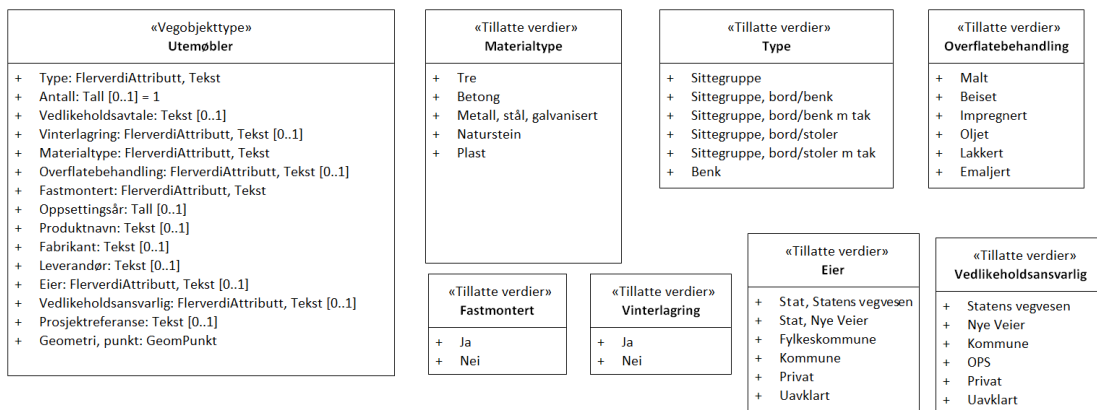 «Vegobjekttype»
Utemøbler
+ Type: FlerverdiAttributt, Tekst
+ Antall: Tall [0..1] = 1
+ Vedlikeholdsavtale: Tekst [0..1]
+ Vinterlagring: FlerverdiAttributt, Tekst [0..1]
+ Materialtype: FlerverdiAttributt, Tekst
+ Overflatebehandling: FlerverdiAttributt, Tekst [0..1]
+ Fastmontert: FlerverdiAttributt, Tekst
+ Oppsettingsår: Tall [0..1]
+ Produktnavn: Tekst [0..1]
+ Fabrikant: Tekst [0..1]
+ Leverandør: Tekst [0..1]
+ Eier: FlerverdiAttributt, Tekst [0..1]
+ Vedlikeholdsansvarlig: FlerverdiAttributt, Tekst [0..1]
+ Prosjektreferanse: Tekst [0..1]
+ Geometri, punkt: GeomPunkt
«Tillatte verdier»
Materialtype
+ Tre
+ Betong
+ Metall, stål, galvanisert
+ Naturstein
+ Plast
«Tillatte verdier»
Type
+ Sittegruppe
+ Sittegruppe, bord/benk
+ Sittegruppe, bord/benk m tak
+ Sittegruppe, bord/stoler
+ Sittegruppe, bord/stoler m tak
+ Benk
«Tillatte verdier»
Overflatebehandling
+ Malt
+ Beiset
+ Impregnert
+ Oljet
+ Lakkert
+ Emaljert
«Tillatte verdier»
Fastmontert
+ Ja
+ Nei
«Tillatte verdier»
Vinterlagring
+ Ja
+ Nei
«Tillatte verdier»
Eier
+ Stat, Statens vegvesen
+ Stat, Nye Veier
+ Fylkeskommune
+ Kommune
+ Privat
+ Uavklart
«Tillatte verdier»
Vedlikeholdsansvarlig
+ Statens vegvesen
+ Nye Veier
+ Kommune
+ OPS
+ Privat
+ Uavklart